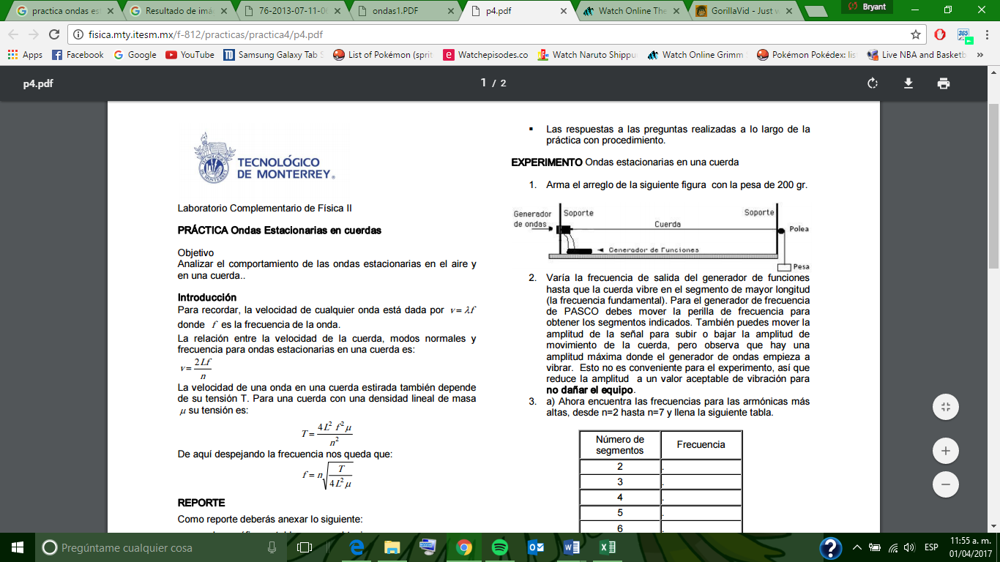 practica ondas es
Resultado de imá
76-2013-07-11-0
ondas1.PDF
p4.pdf
Watch Online The
GorillaVid - Just
Bryant
fisica.mty.itesm.mx/f-812/practicas/practica4/p4.pdf
Apps
Facebook
Google
YouTube
Samsung Galaxy Tab S
List of Pokémon (sprit
Watchepisodes.co
Watch Naruto Shippu
Watch Online Grimm
Pokémon Pokédex: lis
Live NBA and Basketb
»
p4.pdf
1 / 2
TECNOLÓGICO
DE MONTERREY.
Laboratorio Complementario de Física II
PRÁCTICA Ondas Estacionarias en cuerdas
Objetivo
Analizar el comportamiento de las ondas estacionarias en el aire y
en una cuerda..
Introducción
Para recordar, la velocidad de cualquier onda está dada por v = λf
donde f es la frecuencia de la onda.
La relación entre la velocidad de la cuerda, modos normales y
frecuencia para ondas estacionarias en una cuerda es:
v = 2Lf / n
La velocidad de una onda en una cuerda estirada también depende
de su tensión T. Para una cuerda con una densidad lineal de masa
μ su tensión es:
T = 4L² f² μ / n²
De aquí despejando la frecuencia nos queda que:
f = n√(T / 4L² μ)
REPORTE
Como reporte deberás anexar lo siguiente:
▪ Las respuestas a las preguntas realizadas a lo largo de la
práctica con procedimiento.
EXPERIMENTO Ondas estacionarias en una cuerda
1. Arma el arreglo de la siguiente figura con la pesa de 200 gr.
Generador
de ondas
Soporte
Cuerda
Soporte
Polea
Generador de Funciones
Pesa
2. Varía la frecuencia de salida del generador de funciones
hasta que la cuerda vibre en el segmento de mayor longitud
(la frecuencia fundamental). Para el generador de frecuencia
de PASCO debes mover la perilla de frecuencia para
obtener los segmentos indicados. También puedes mover la
amplitud de la señal para subir o bajar la amplitud de
movimiento de la cuerda, pero observa que hay una
amplitud máxima donde el generador de ondas empieza a
vibrar. Esto no es conveniente para el experimento, así que
reduce la amplitud a un valor aceptable de vibración para
no dañar el equipo.
3. a) Ahora encuentra las frecuencias para las armónicas más
altas, desde n=2 hasta n=7 y llena la siguiente tabla.
Número de
segmentos
Frecuencia
2 .
3 .
4 .
5 .
6 .
Pregúntame cualquier cosa
ESP
11:55 a. m.
01/04/2017